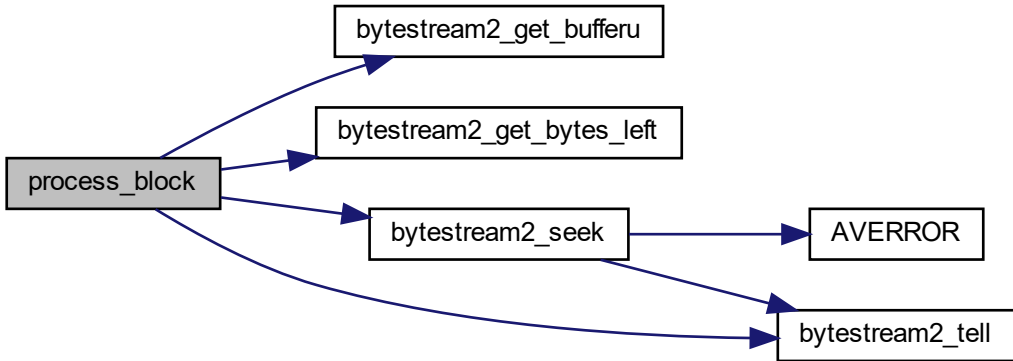 bytestream2_get_bufferu
bytestream2_get_bytes_left
process_block
bytestream2_seek
AVERROR
bytestream2_tell